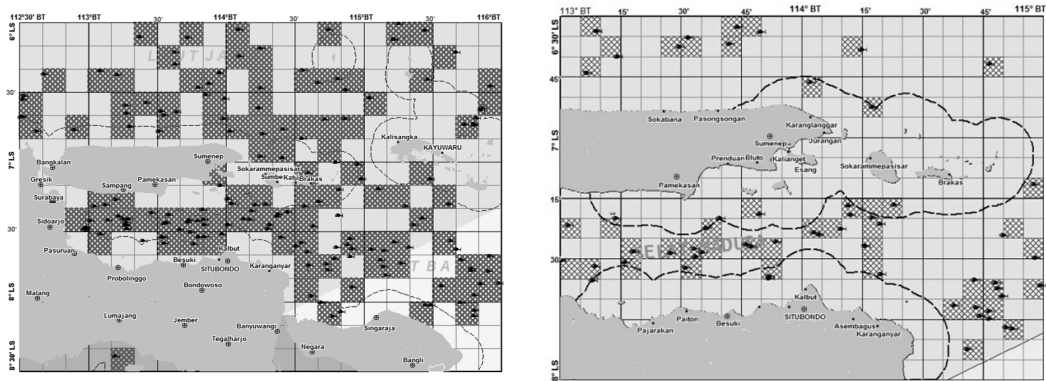 112°30' BT
113°BT
30'
114°BT
30'
115°BT
30'
116°BT
6° LS
LAUT JA
30'
Kalisangka
KAYUWARU
7° LS
Bangkalan
Sumenep
Sokarammepasisar
Brakas
Gresik
Sampang
Pamekasan
Surabaya
Sidoarjo
30'
Pasuruan
Kalbut
Besuki
SITUBONDO
Karanganyar
T BA
Probolinggo
8° LS
Malang
Bondowoso
Lumajang
Jember
Banyuwangi
Singaraja
Tegalharjo
Negara
Bangli
8° 30' LS
113° BT
15'
30'
45'
114° BT
15'
30'
45'
115° BT
6° 30' LS
45'
Sokabana
Pasongsongan
Karanglanggar
Jurangan
7° LS
Sumenep
Prenduan
Bluto
Kalianget
Esang
Sokarammepasisar
Pamekasan
Brakas
15'
30'
Kalbut
Pajarakan
Paiton
Besuki
SITUBONDO
Asembagus
Karanganyar
8° LS